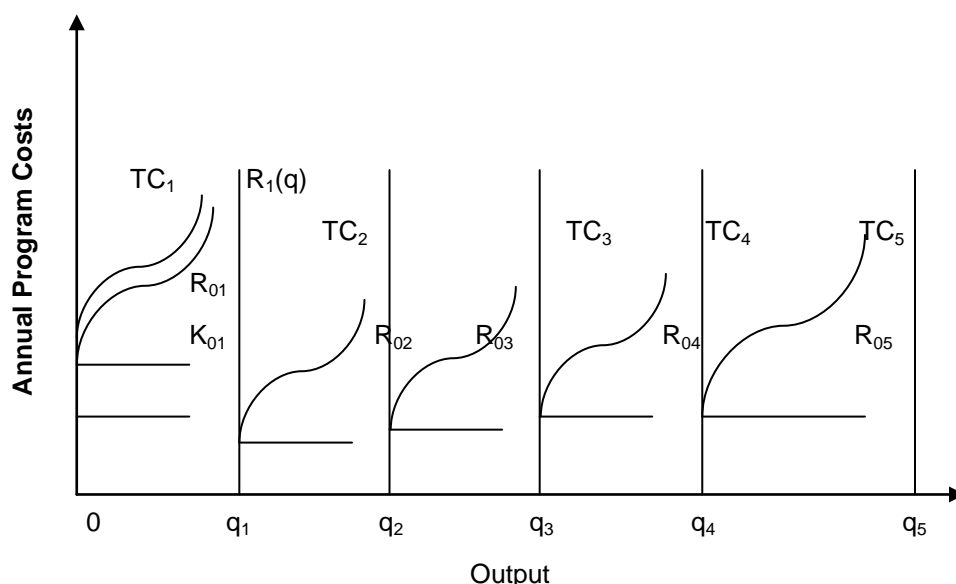 Annual Program Costs
TC₁
R₁(q)
TC₂
TC₃
TC₄
TC₅
R₀₁
K₀₁
R₀₂
R₀₃
R₀₄
R₀₅
0
q₁
q₂
q₃
q₄
q₅
Output